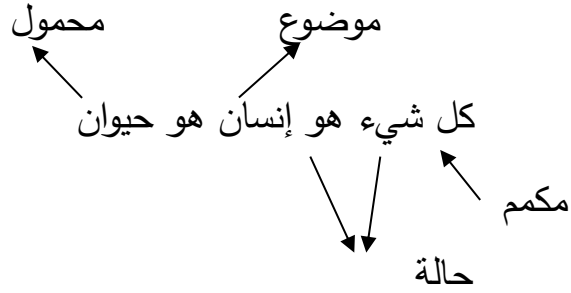 موضوع محمول
كل شيء هو إنسان هو حيوان
مكمم
حالة